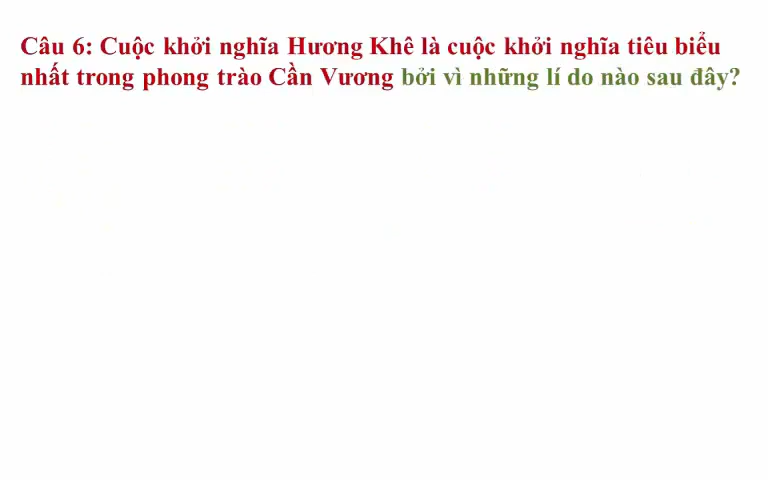 Câu 6: Cuộc khởi nghĩa Hương Khê là cuộc khởi nghĩa tiêu biểu
nhất trong phong trào Cần Vương bởi vì những lí do nào sau đây?